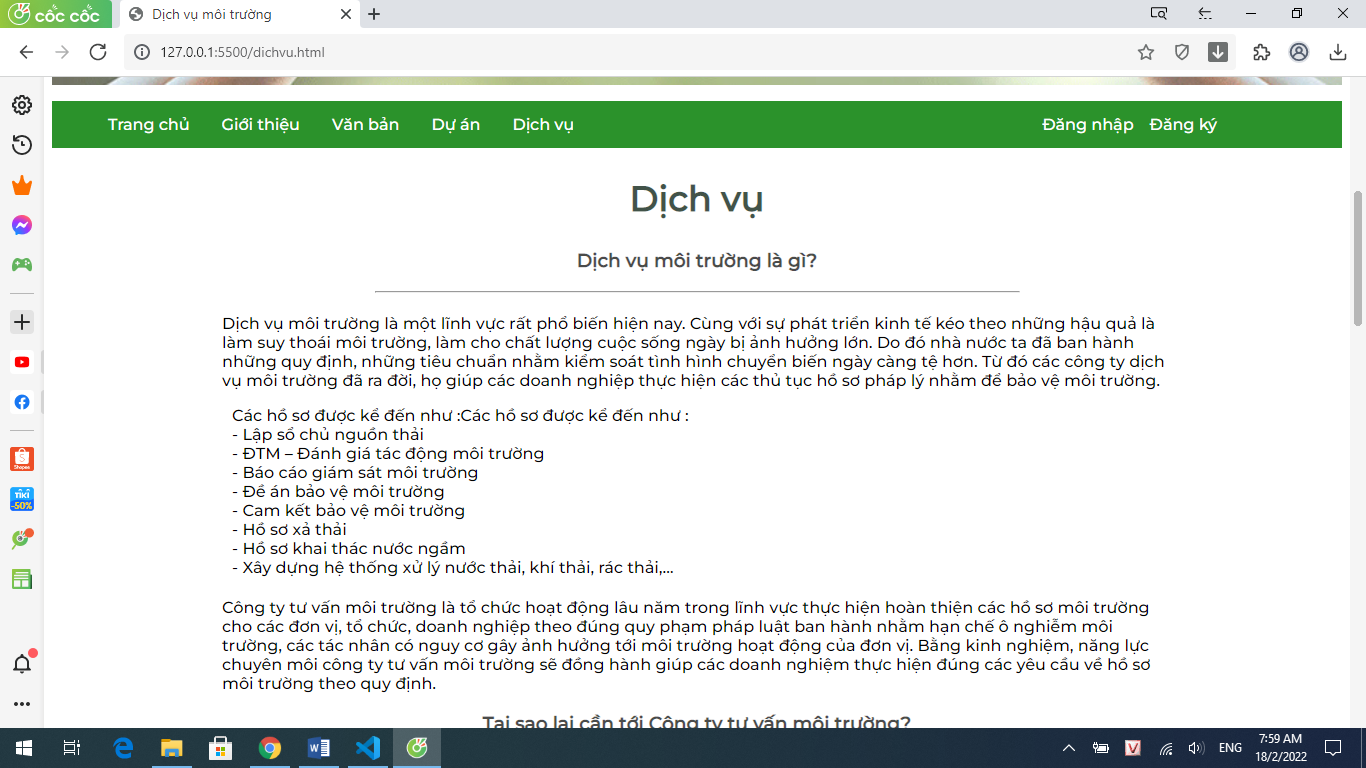 cốc cốc
Dịch vụ môi trường
127.0.0.1:5500/dichvu.html
Trang chủ Giới thiệu Văn bản Dự án Dịch vụ Đăng nhập Đăng ký
Dịch vụ
Dịch vụ môi trường là gì?
Dịch vụ môi trường là một lĩnh vực rất phổ biến hiện nay. Cùng với sự phát triển kinh tế kéo theo những hậu quả là
làm suy thoái môi trường, làm cho chất lượng cuộc sống ngày bị ảnh hưởng lớn. Do đó nhà nước ta đã ban hành
những quy định, những tiêu chuẩn nhằm kiểm soát tình hình chuyển biến ngày càng tệ hơn. Từ đó các công ty dịch
vụ môi trường đã ra đời, họ giúp các doanh nghiệp thực hiện các thủ tục hồ sơ pháp lý nhằm để bảo vệ môi trường.
Các hồ sơ được kể đến như :Các hồ sơ được kể đến như :
- Lập sổ chủ nguồn thải
- ĐTM – Đánh giá tác động môi trường
- Báo cáo giám sát môi trường
- Đề án bảo vệ môi trường
- Cam kết bảo vệ môi trường
- Hồ sơ xả thải
- Hồ sơ khai thác nước ngầm
- Xây dựng hệ thống xử lý nước thải, khí thải, rác thải,...
Công ty tư vấn môi trường là tổ chức hoạt động lâu năm trong lĩnh vực thực hiện hoàn thiện các hồ sơ môi trường
cho các đơn vị, tổ chức, doanh nghiệp theo đúng quy phạm pháp luật ban hành nhằm hạn chế ô nghiễm môi
trường, các tác nhân có nguy cơ gây ảnh hưởng tới môi trường hoạt động của đơn vị. Bằng kinh nghiệm, năng lực
chuyên môi công ty tư vấn môi trường sẽ đồng hành giúp các doanh nghiệm thực hiện đúng các yêu cầu về hồ sơ
môi trường theo quy định.
Tại sao lại cần tới Công ty tư vấn môi trường?
Shopee
TIKI
-50%
ENG
7:59 AM
18/2/2022